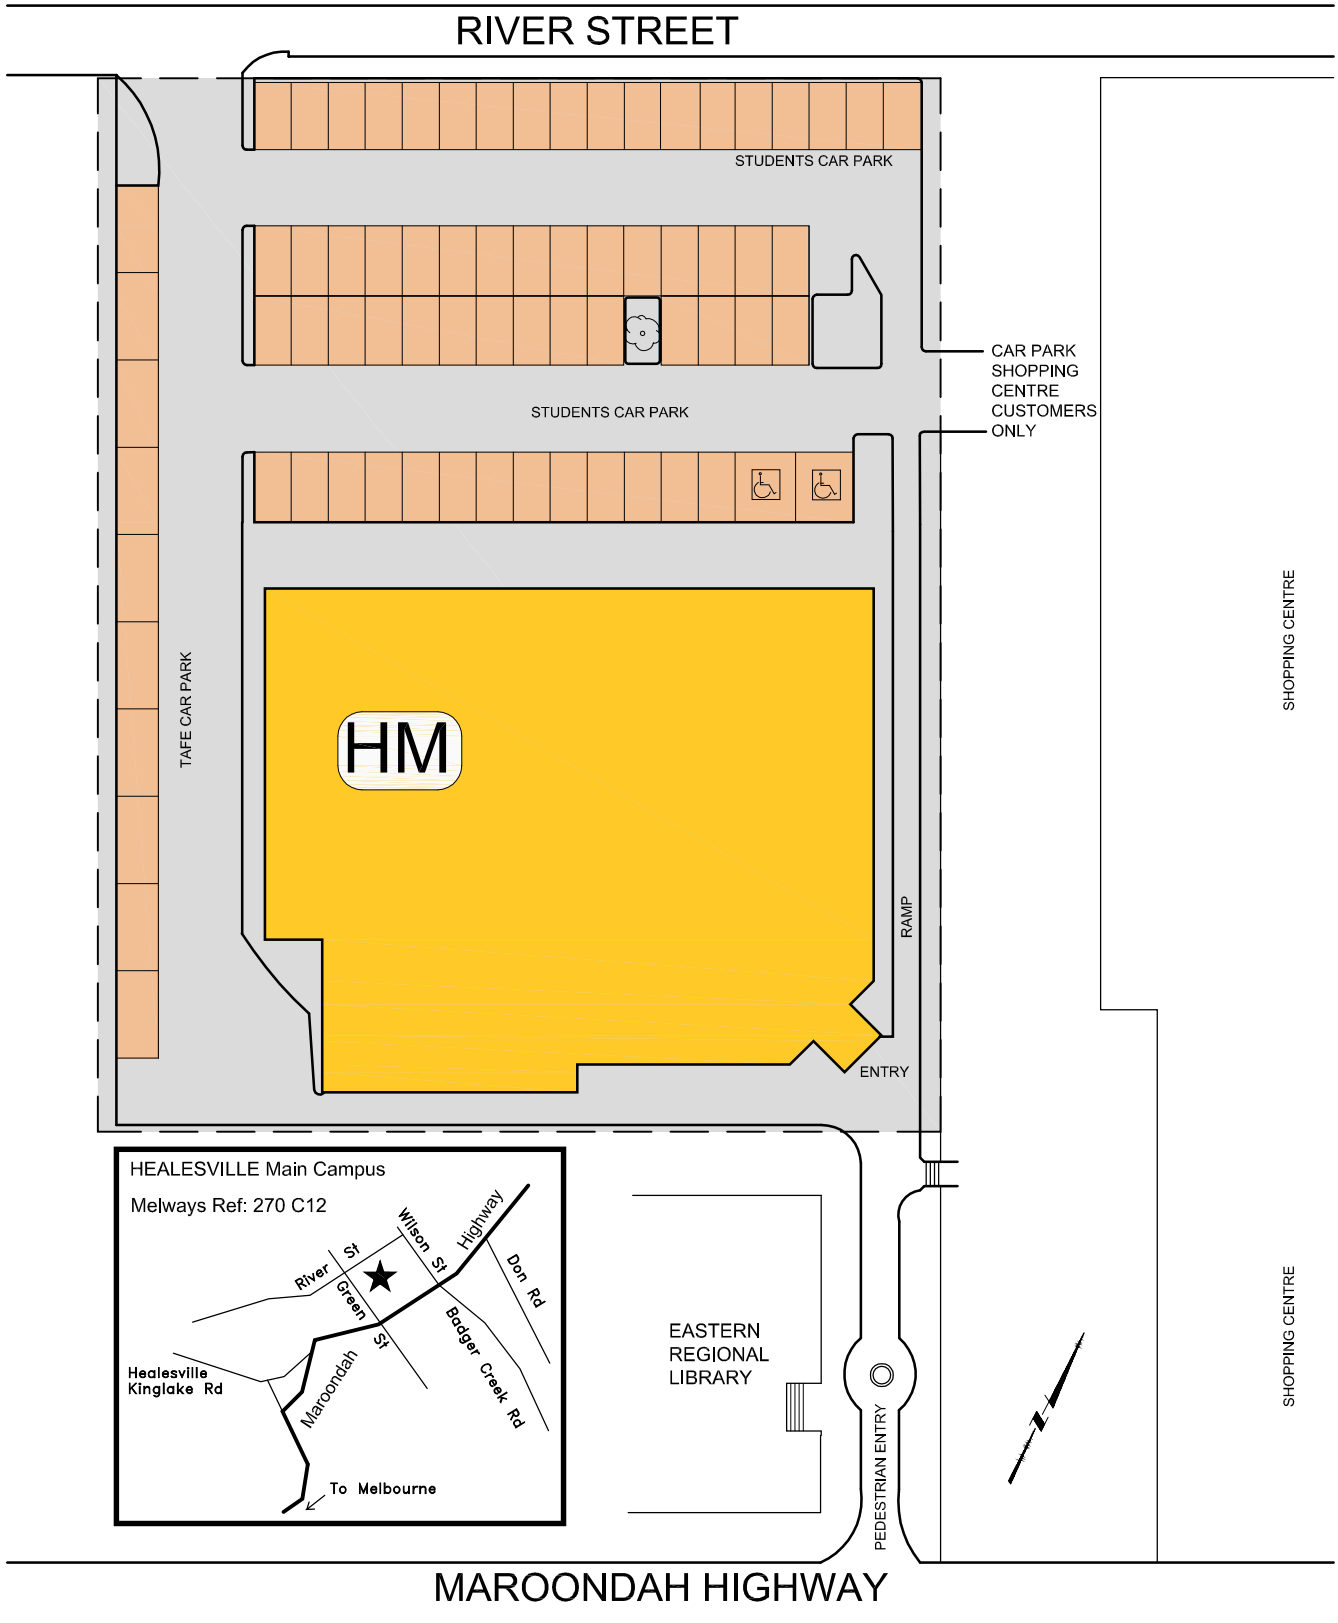 RIVER STREET
STUDENTS CAR PARK
CAR PARK
SHOPPING
CENTRE
CUSTOMERS
ONLY
STUDENTS CAR PARK
SHOPPING CENTRE
TAFE CAR PARK
HM
RAMP
ENTRY
HEALESVILLE Main Campus
Melways Ref: 270 C12
Wilson St
Highway
River St
Green St
Don Rd
Badger Creek Rd
Healesville
Kinglake Rd
Maroondah
To Melbourne
EASTERN
REGIONAL
LIBRARY
SHOPPING CENTRE
PEDESTRIAN ENTRY
N
MAROONDAH HIGHWAY